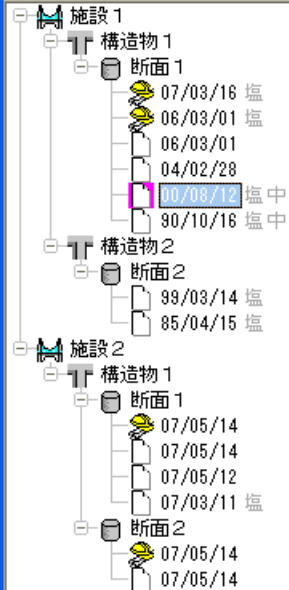 施設1
構造物1
断面1
07/03/16 塩
06/03/01 塩
06/03/01
04/02/28
00/08/12 塩 中
90/10/16 塩 中
構造物2
断面2
99/03/14 塩
85/04/15 塩
施設2
構造物1
断面1
07/05/14
07/05/14
07/05/12
07/03/11 塩
断面2
07/05/14
07/05/14